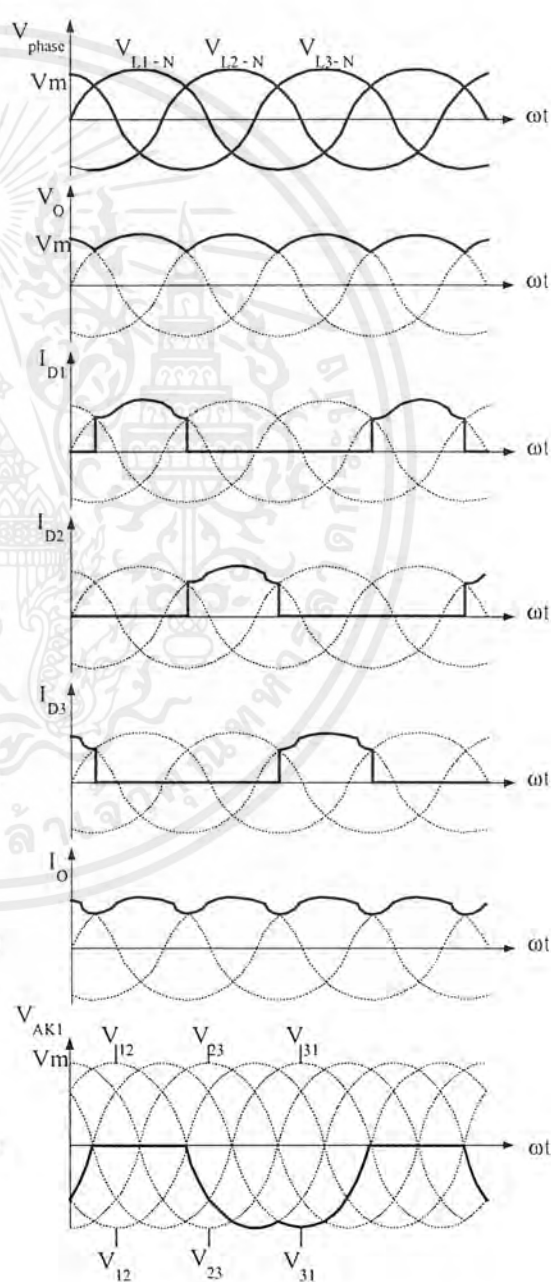 V phase
V L1-N V L2-N V L3-N
Vm
ωt
V O
Vm
ωt
I D1
ωt
I D2
ωt
I D3
ωt
I O
ωt
V AK1
V 12 V 23 V 31
Vm
ωt
V 12 V 23 V 31